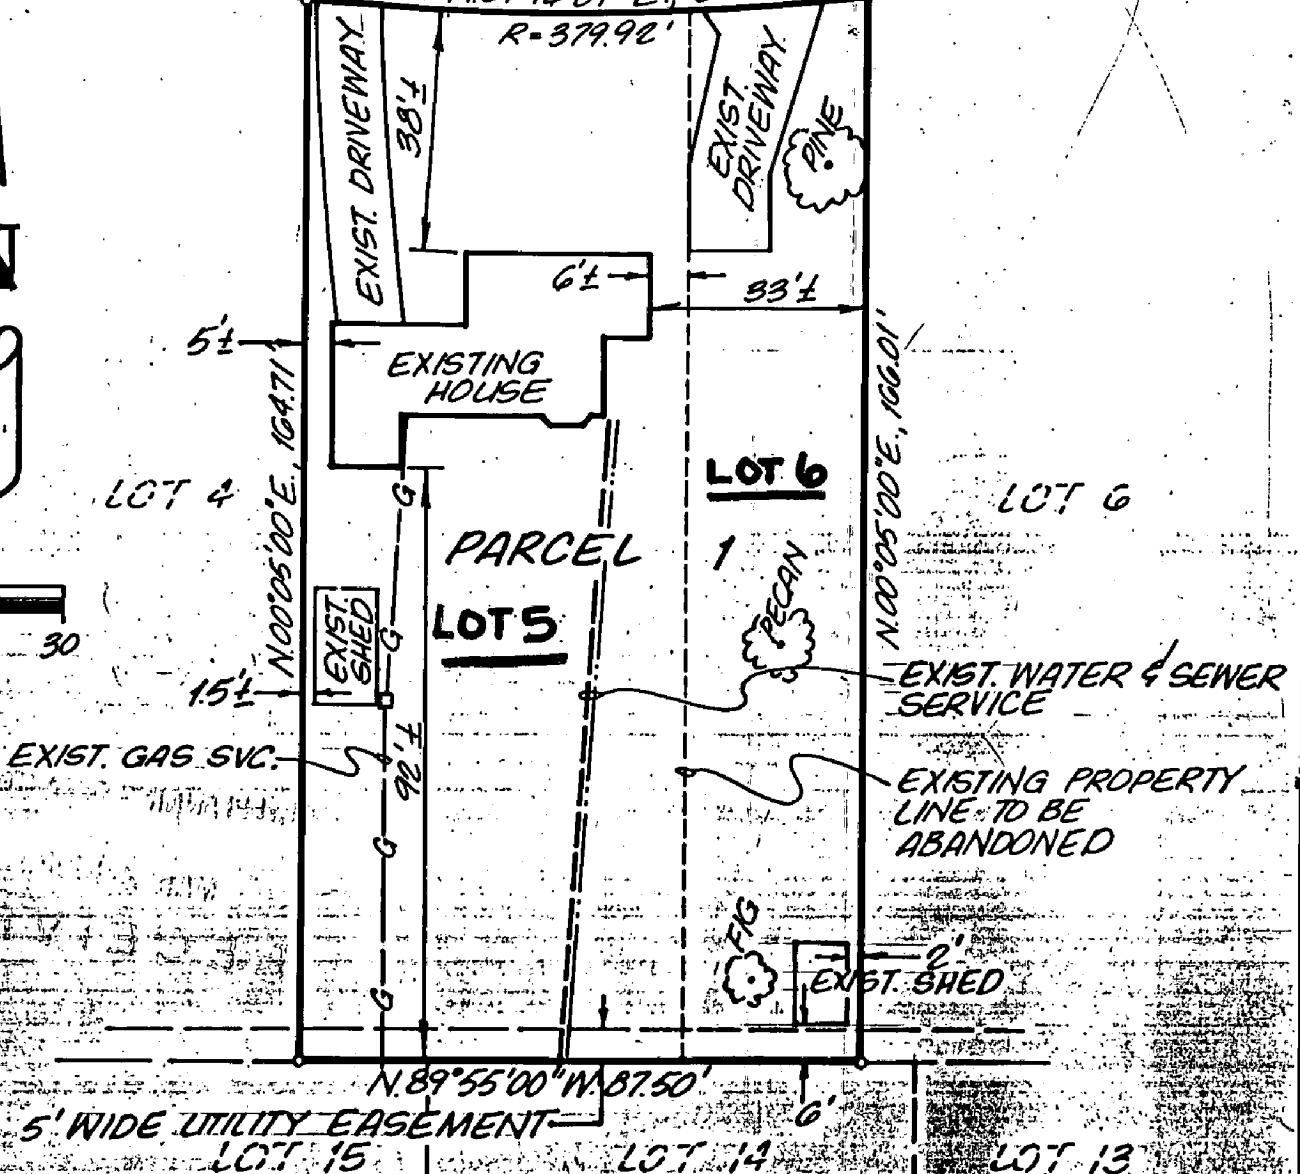 R=379.92'
EXIST. DRIVEWAY
38'±
EXIST.
DRIVEWAY
PINE
N
6'±
33'±
5'±
EXISTING
HOUSE
N.00°05'00"E., 164.71'
N.00°05'00"E., 166.01'
LOT 4
LOT 6
LOT 6
PARCEL 1
G
PECAN
LOT 5
EXIST.
SHED
G
30
1.5'±
EXIST. WATER & SEWER
SERVICE
EXIST. GAS SVC.
92'±
EXISTING PROPERTY
LINE TO BE
ABANDONED
G
FIG
2'
EXIST. SHED
G
N.89°55'00"W. 87.50'
6'
5' WIDE UTILITY EASEMENT
LOT 15
LOT 14
LOT 13